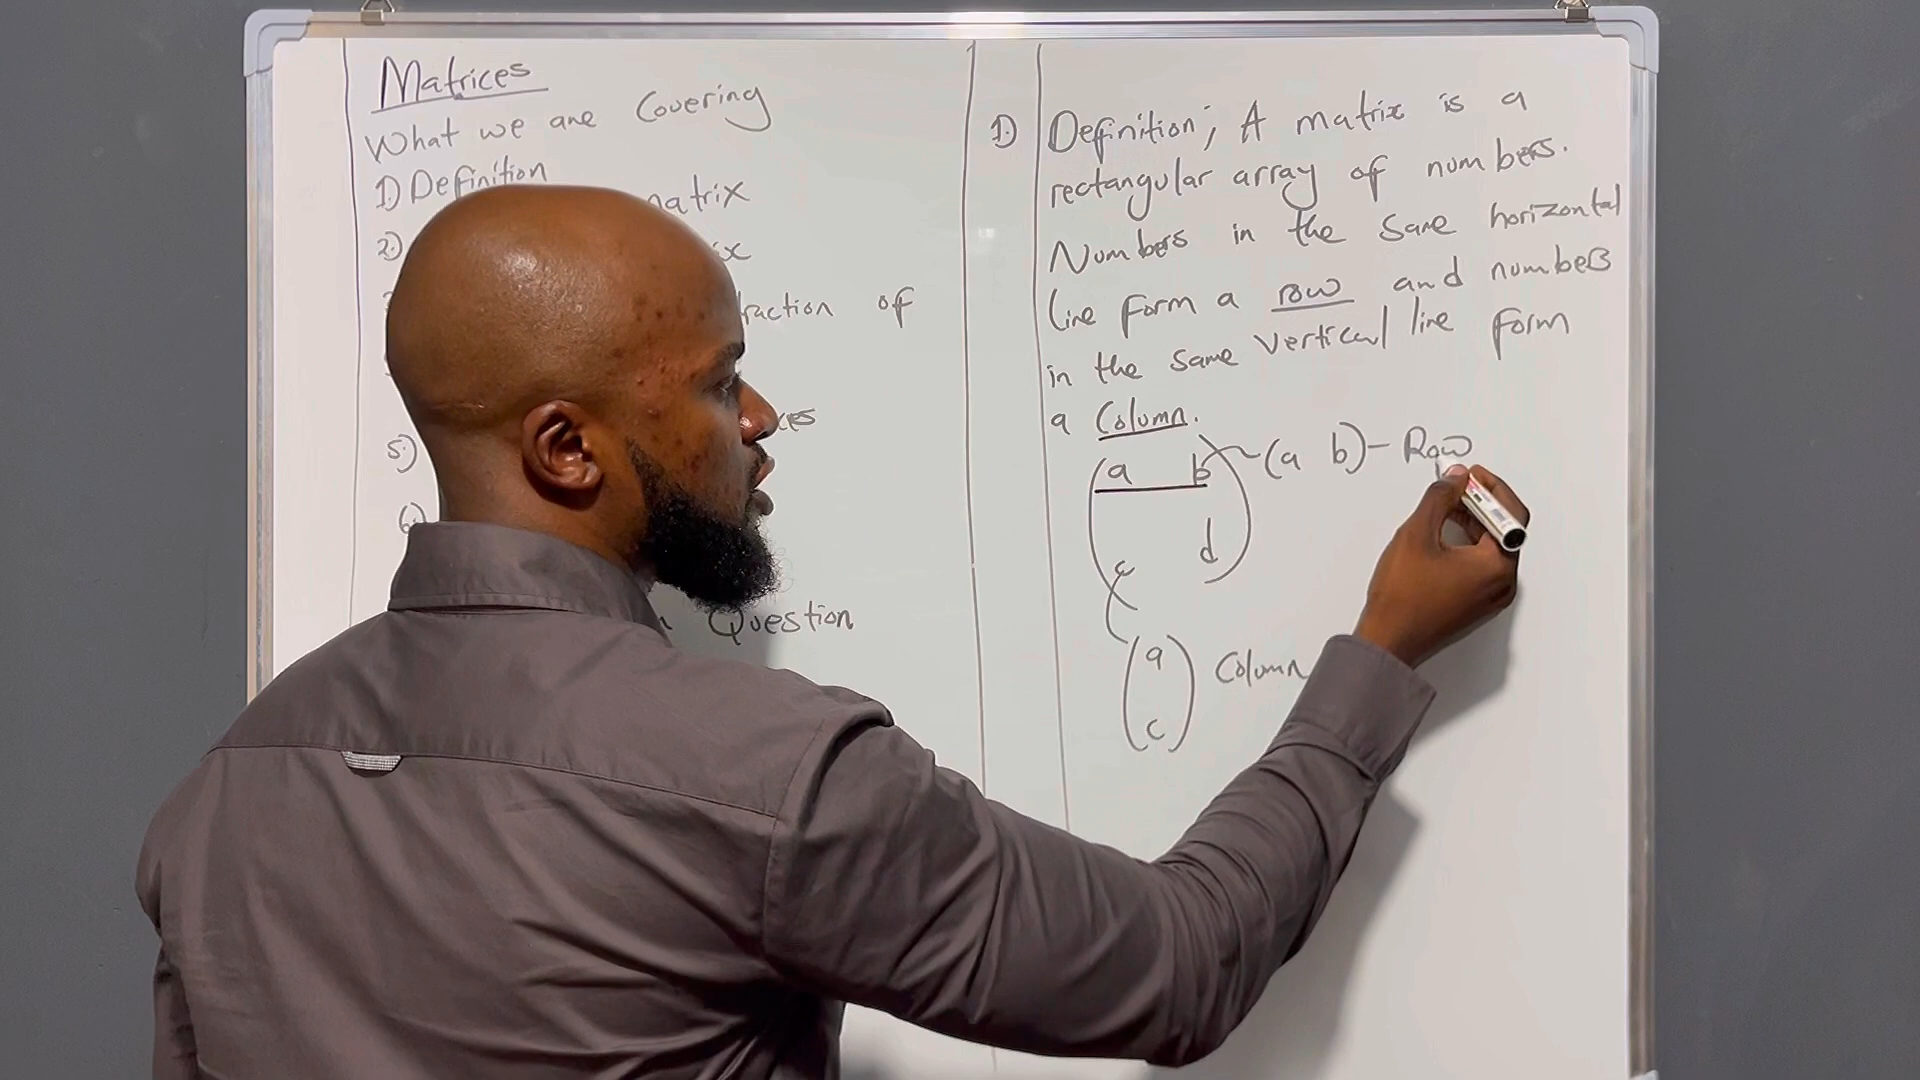 Matrices
What we are Covering
1) Definition
matrix
2)
raction of
5)
6)
Question
1) Definition; A matrix is a
rectangular array of numbers.
Numbers in the same horizontal
line form a row and numbers
in the same vertical line form
a Column.
(a b) (a b) - Row
c d
(a
c) Column